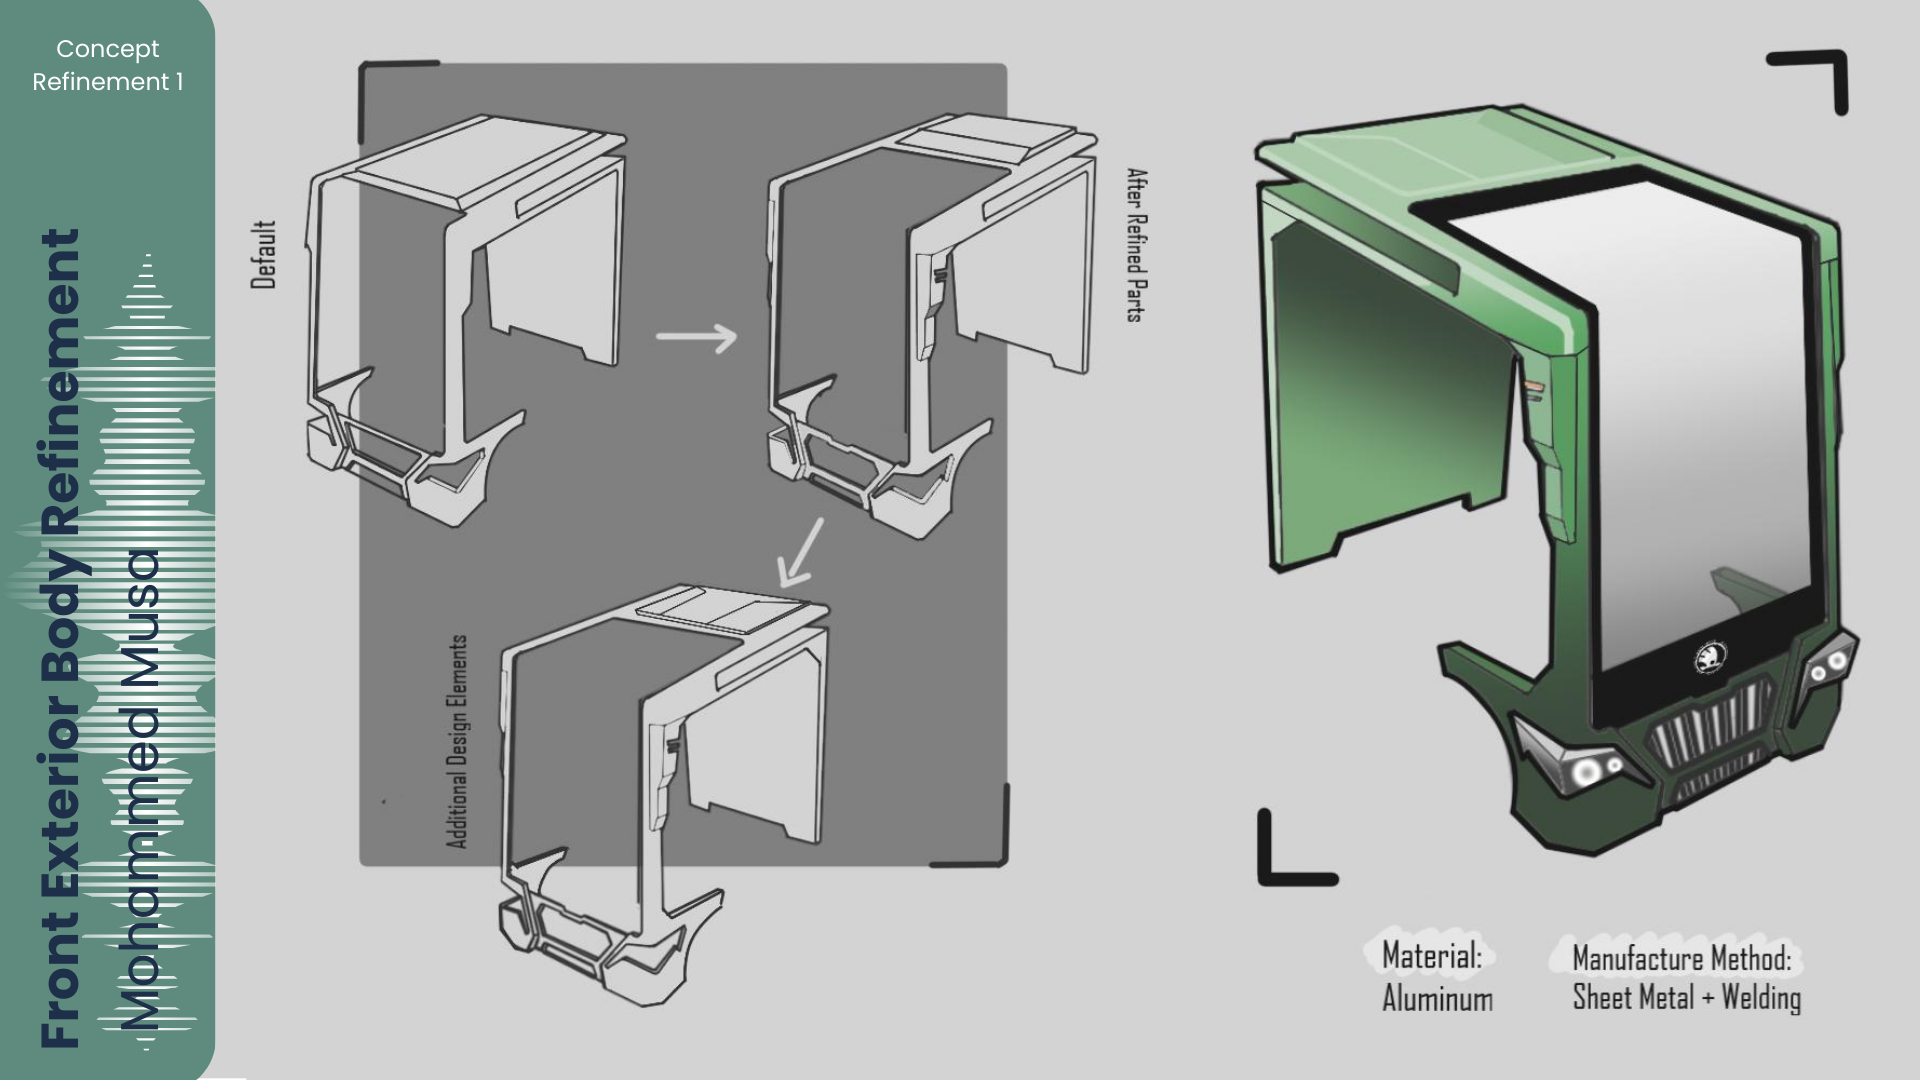 Concept
Refinement 1
Front Exterior Body Refinement
Mohammed Musa
Default
After Refined Parts
Additional Design Elements
Material:
Aluminum
Manufacture Method:
Sheet Metal + Welding